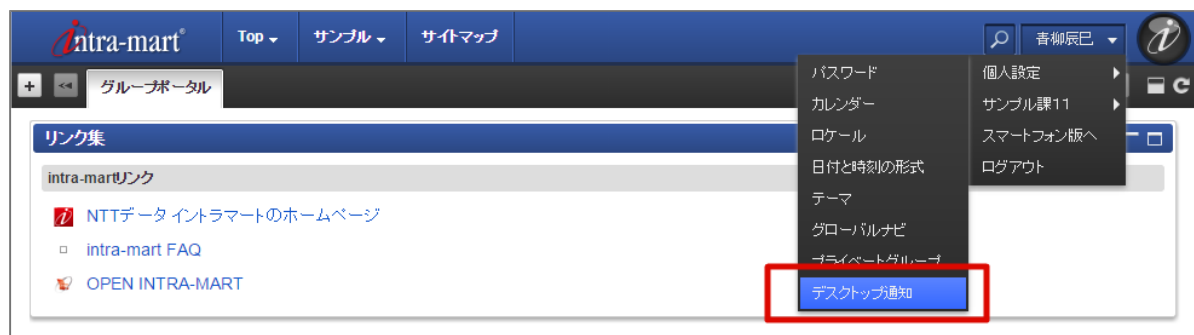 intra-mart® Top サンプル サイトマップ 青柳辰巳
グループポータル
パスワード
カレンダー
ロケール
日付と時刻の形式
テーマ
グローバルナビ
プライベートグループ
デスクトップ通知
個人設定
サンプル課11
スマートフォン版へ
ログアウト
リンク集
intra-martリンク
NTTデータ イントラマートのホームページ
intra-mart FAQ
OPEN INTRA-MART